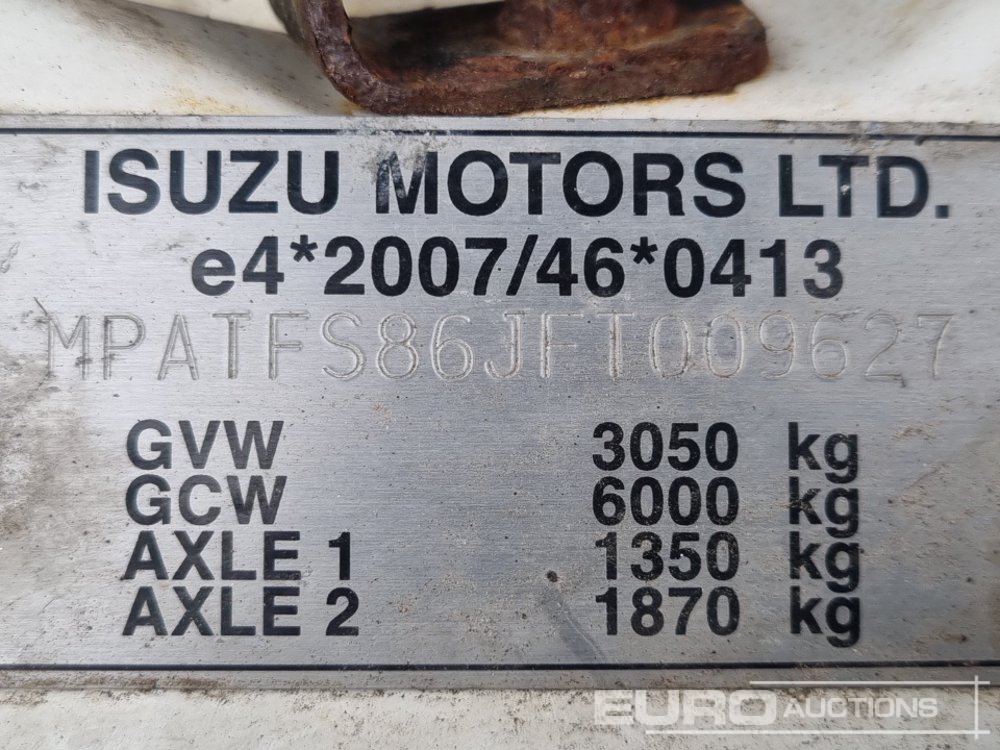 ISUZU MOTORS LTD.
e4*2007/46*0413
MPATFS86JFT009627
GVW 3050 kg
GCW 6000 kg
AXLE 1 1350 kg
AXLE 2 1870 kg
EURO AUCTIONS